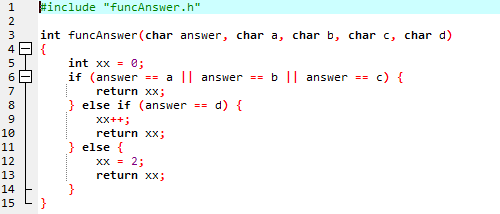 1 #include "funcAnswer.h"
2
3 int funcAnswer(char answer, char a, char b, char c, char d)
4 {
5 int xx = 0;
6 if (answer == a || answer == b || answer == c) {
7 return xx;
8 } else if (answer == d) {
9 xx++;
10 return xx;
11 } else {
12 xx = 2;
13 return xx;
14 }
15 }